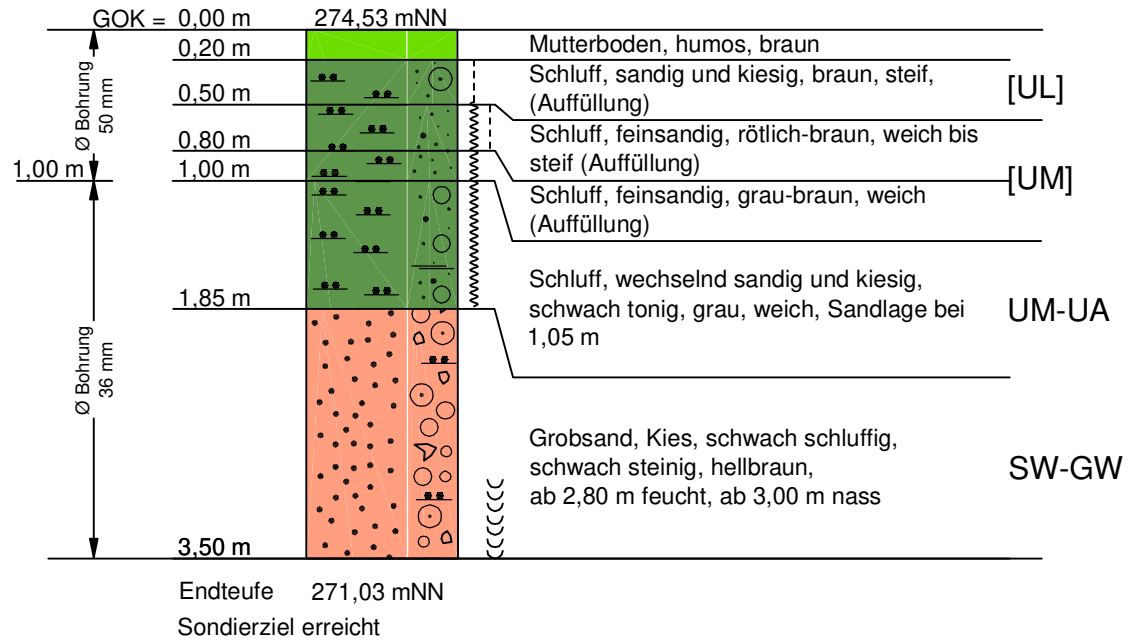 GOK = 0,00 m 274,53 mNN
0,20 m
Mutterboden, humos, braun
Schluff, sandig und kiesig, braun, steif,
(Auffüllung)
[UL]
0,50 m
Ø Bohrung
50 mm
Schluff, feinsandig, rötlich-braun, weich bis
steif (Auffüllung)
0,80 m
1,00 m
1,00 m
[UM]
Schluff, feinsandig, grau-braun, weich
(Auffüllung)
Schluff, wechselnd sandig und kiesig,
schwach tonig, grau, weich, Sandlage bei
1,05 m
UM-UA
1,85 m
Ø Bohrung
36 mm
Grobsand, Kies, schwach schluffig,
schwach steinig, hellbraun,
ab 2,80 m feucht, ab 3,00 m nass
SW-GW
3,50 m
Endteufe 271,03 mNN
Sondierziel erreicht